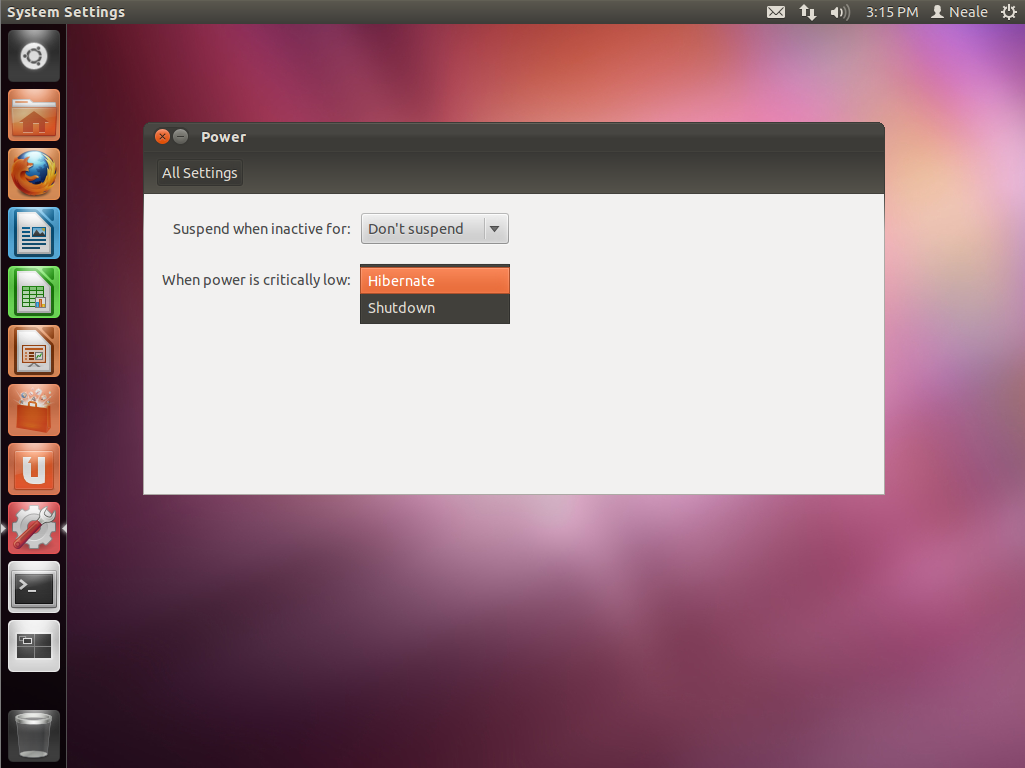 System Settings
3:15 PM Neale
Power
All Settings
Suspend when inactive for: Don't suspend
When power is critically low: Hibernate
Shutdown
U
>_